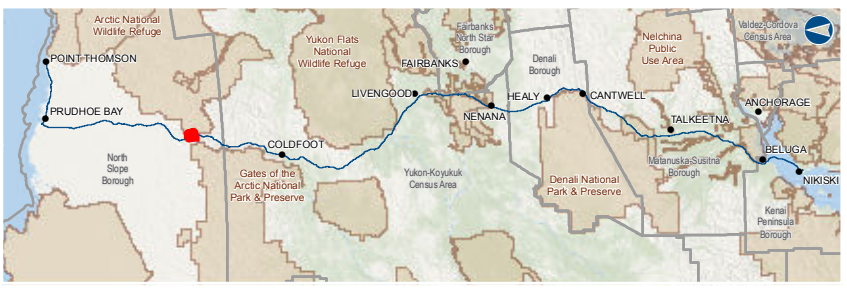 Arctic National
Wildlife Refuge
POINT THOMSON
PRUDHOE BAY
North
Slope
Borough
COLDFOOT
Gates of the
Arctic National
Park & Preserve
Yukon Flats
National
Wildlife Refuge
LIVENGOOD
FAIRBANKS
Fairbanks
North Star
Borough
NENANA
Yukon-Koyukuk
Census Area
Denali
Borough
HEALY
CANTWELL
Denali National
Park & Preserve
Nelchina
Public
Use Area
TALKEETNA
Matanuska-Susitna
Borough
Valdez-Cordova
Census Area
ANCHORAGE
BELUGA
NIKISKI
Kenai
Peninsula
Borough